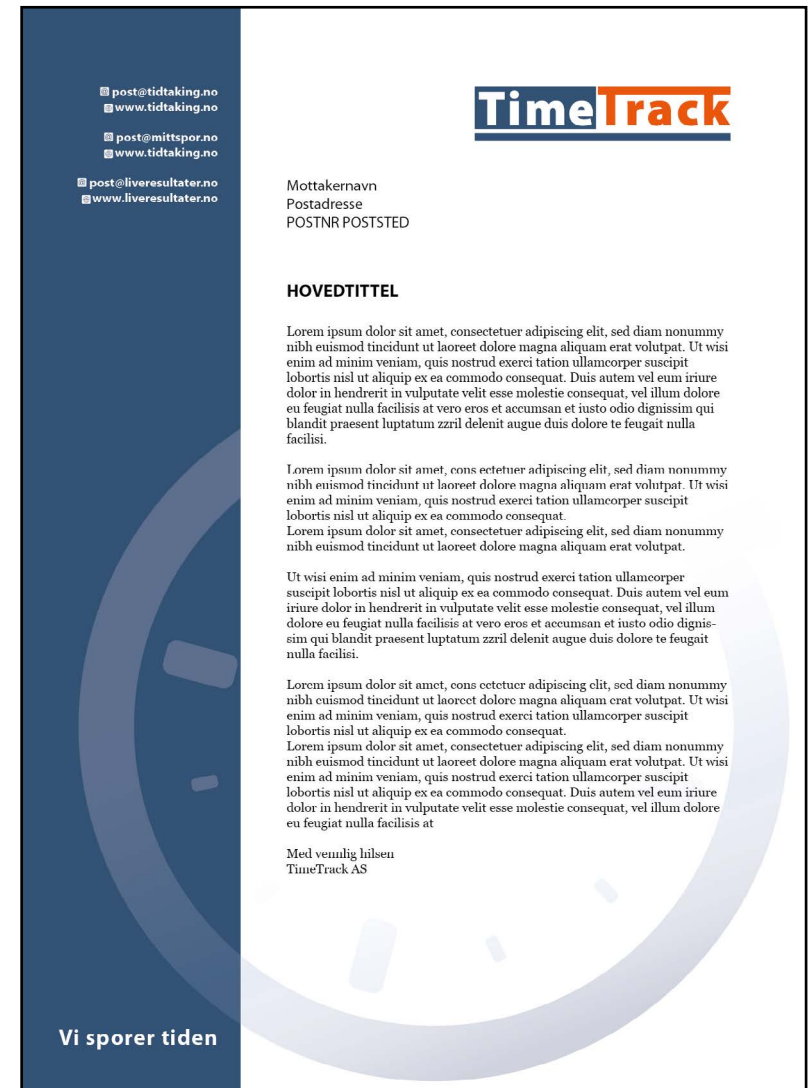 post@tidtaking.no
www.tidtaking.no
post@mittspor.no
www.tidtaking.no
post@liveresultater.no
www.liveresultater.no
TimeTrack
Mottakernavn
Postadresse
POSTNR POSTSTED
HOVEDTITTEL
Lorem ipsum dolor sit amet, consectetuer adipiscing elit, sed diam nonummy
nibh euismod tincidunt ut laoreet dolore magna aliquam erat volutpat. Ut wisi
enim ad minim veniam, quis nostrud exerci tation ullamcorper suscipit
lobortis nisl ut aliquip ex ea commodo consequat. Duis autem vel eum iriure
dolor in hendrerit in vulputate velit esse molestie consequat, vel illum dolore
eu feugiat nulla facilisis at vero eros et accumsan et iusto odio dignissim qui
blandit praesent luptatum zzril delenit augue duis dolore te feugait nulla
facilisi.
Lorem ipsum dolor sit amet, cons ectetuer adipiscing elit, sed diam nonummy
nibh euismod tincidunt ut laoreet dolore magna aliquam erat volutpat. Ut wisi
enim ad minim veniam, quis nostrud exerci tation ullamcorper suscipit
lobortis nisl ut aliquip ex ea commodo consequat.
Lorem ipsum dolor sit amet, consectetuer adipiscing elit, sed diam nonummy
nibh euismod tincidunt ut laoreet dolore magna aliquam erat volutpat.
Ut wisi enim ad minim veniam, quis nostrud exerci tation ullamcorper
suscipit lobortis nisl ut aliquip ex ea commodo consequat. Duis autem vel eum
iriure dolor in hendrerit in vulputate velit esse molestie consequat, vel illum
dolore eu feugiat nulla facilisis at vero eros et accumsan et iusto odio dignis-
sim qui blandit praesent luptatum zzril delenit augue duis dolore te feugait
nulla facilisi.
Lorem ipsum dolor sit amet, cons ectetuer adipiscing elit, sed diam nonummy
nibh euismod tincidunt ut laoreet dolore magna aliquam erat volutpat. Ut wisi
enim ad minim veniam, quis nostrud exerci tation ullamcorper suscipit
lobortis nisl ut aliquip ex ea commodo consequat.
Lorem ipsum dolor sit amet, consectetuer adipiscing elit, sed diam nonummy
nibh euismod tincidunt ut laoreet dolore magna aliquam erat volutpat. Ut wisi
enim ad minim veniam, quis nostrud exerci tation ullamcorper suscipit
lobortis nisl ut aliquip ex ea commodo consequat. Duis autem vel eum iriure
dolor in hendrerit in vulputate velit esse molestie consequat, vel illum dolore
eu feugiat nulla facilisis at
Med vennlig hilsen
TimeTrack AS
Vi sporer tiden